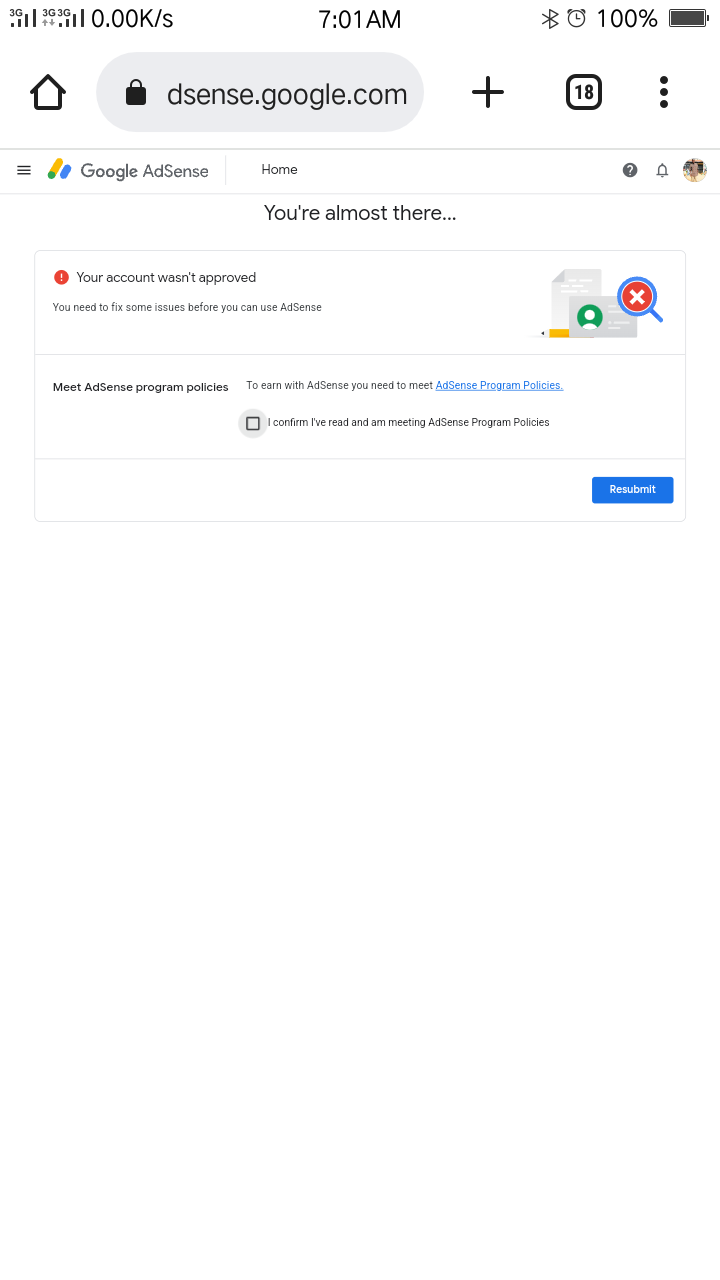 3G 3G 3G 0.00K/s 7:01AM 100%
dsense.google.com 18
Google AdSense Home
You're almost there...
Your account wasn't approved
You need to fix some issues before you can use AdSense
Meet AdSense program policies To earn with AdSense you need to meet AdSense Program Policies.
I confirm I've read and am meeting AdSense Program Policies
Resubmit